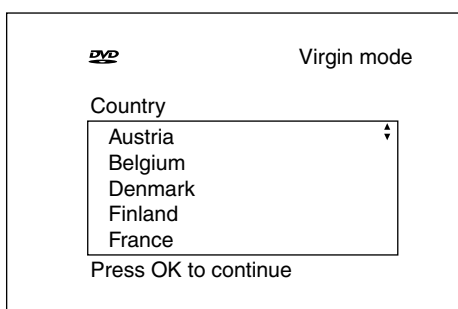 DVD Virgin mode
Country
Austria
Belgium
Denmark
Finland
France
Press OK to continue